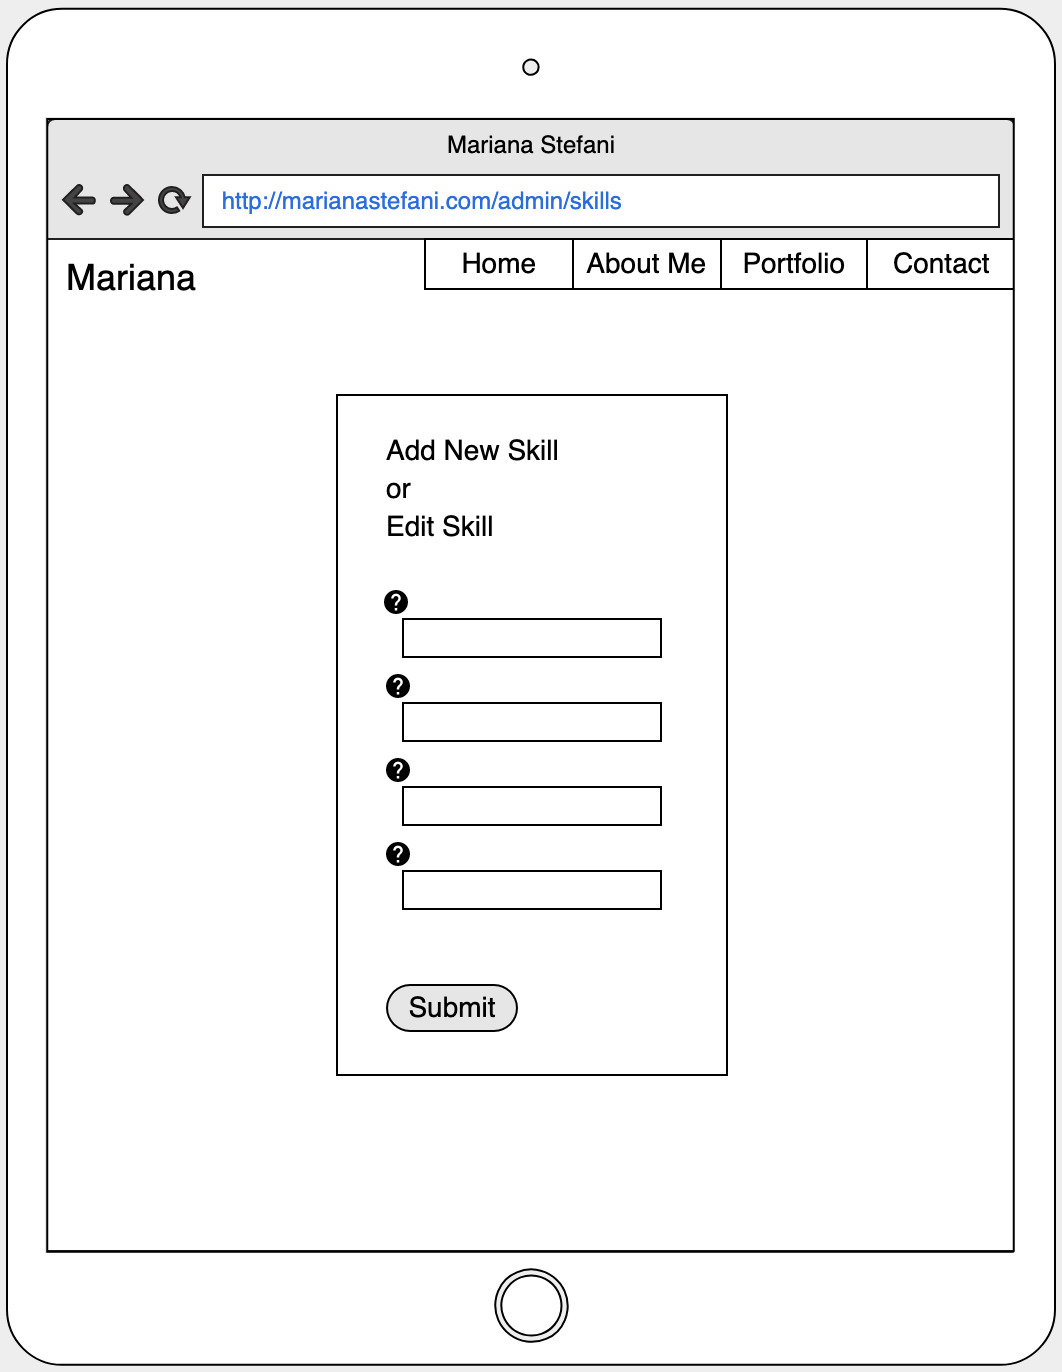 Mariana Stefani
http://marianastefani.com/admin/skills
Mariana
Home
About Me
Portfolio
Contact
Add New Skill
or
Edit Skill
?
?
?
?
Submit